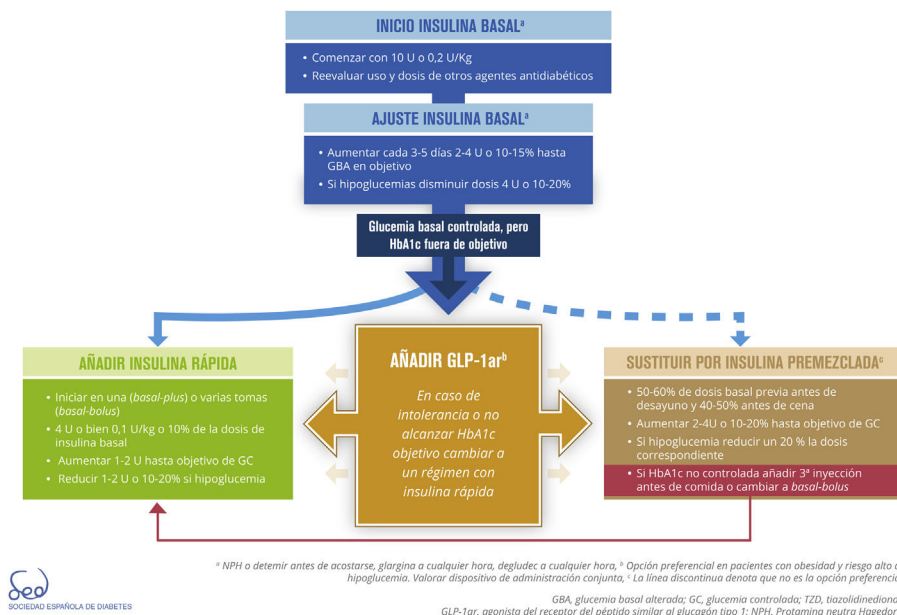 INICIO INSULINA BASALª
• Comenzar con 10 U o 0,2 U/Kg
• Reevaluar uso y dosis de otros agentes antidiabéticos
AJUSTE INSULINA BASALª
• Aumentar cada 3-5 días 2-4 U o 10-15% hasta
GBA en objetivo
• Si hipoglucemias disminuir dosis 4 U o 10-20%
Glucemia basal controlada, pero
HbA1c fuera de objetivo
AÑADIR INSULINA RÁPIDA
• Iniciar en una (basal-plus) o varias tomas
(basal-bolus)
• 4 U o bien 0,1 U/kg o 10% de la dosis de
insulina basal
• Aumentar 1-2 U hasta objetivo de GC
• Reducir 1-2 U o 10-20% si hipoglucemia
AÑADIR GLP-1arᵇ
En caso de
intolerancia o no
alcanzar HbA1c
objetivo cambiar a
un régimen con
insulina rápida
SUSTITUIR POR INSULINA PREMEZCLADAᶜ
• 50-60% de dosis basal previa antes de
desayuno y 40-50% antes de cena
• Aumentar 2-4U o 10-20% hasta objetivo de GC
• Si hipoglucemia reducir un 20 % la dosis
correspondiente
• Si HbA1c no controlada añadir 3ª inyección
antes de comida o cambiar a basal-bolus
ª NPH o detemir antes de acostarse, glargina a cualquier hora, degludec a cualquier hora, ᵇ Opción preferencial en pacientes con obesidad y riesgo alto
hipoglucemia. Valorar dispositivo de administración conjunta, ᶜ La línea discontinua denota que no es la opción
GBA, glucemia basal alterada; GC, glucemia controlada; TZD,
GLP-1ar, agonista del receptor del péptido similar al glucagón tipo 1; NPH, Protamina neutra
sed
SOCIEDAD ESPAÑOLA DE DIABETES